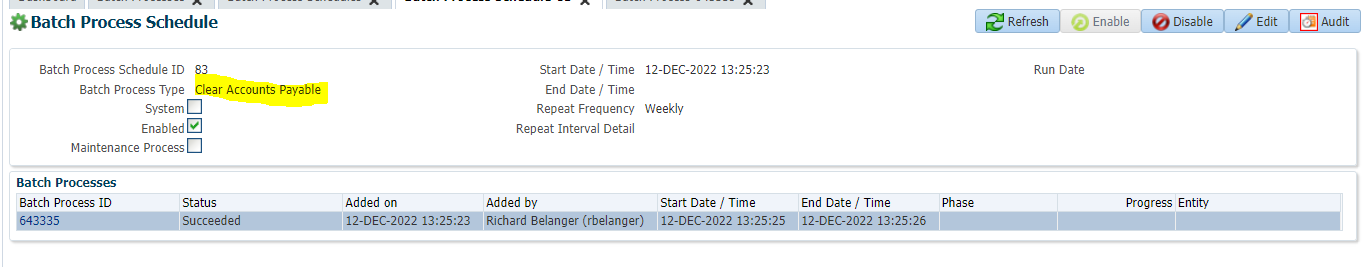 Batch Process Schedule
Refresh Enable Disable Edit Audit
Batch Process Schedule ID 83 Start Date / Time 12-DEC-2022 13:25:23 Run Date
Batch Process Type Clear Accounts Payable End Date / Time
System Repeat Frequency Weekly
Enabled Repeat Interval Detail
Maintenance Process
Batch Processes
Batch Process ID Status Added on Added by Start Date / Time End Date / Time Phase Progress Entity
643335 Succeeded 12-DEC-2022 13:25:23 Richard Belanger (rbelanger) 12-DEC-2022 13:25:25 12-DEC-2022 13:25:26